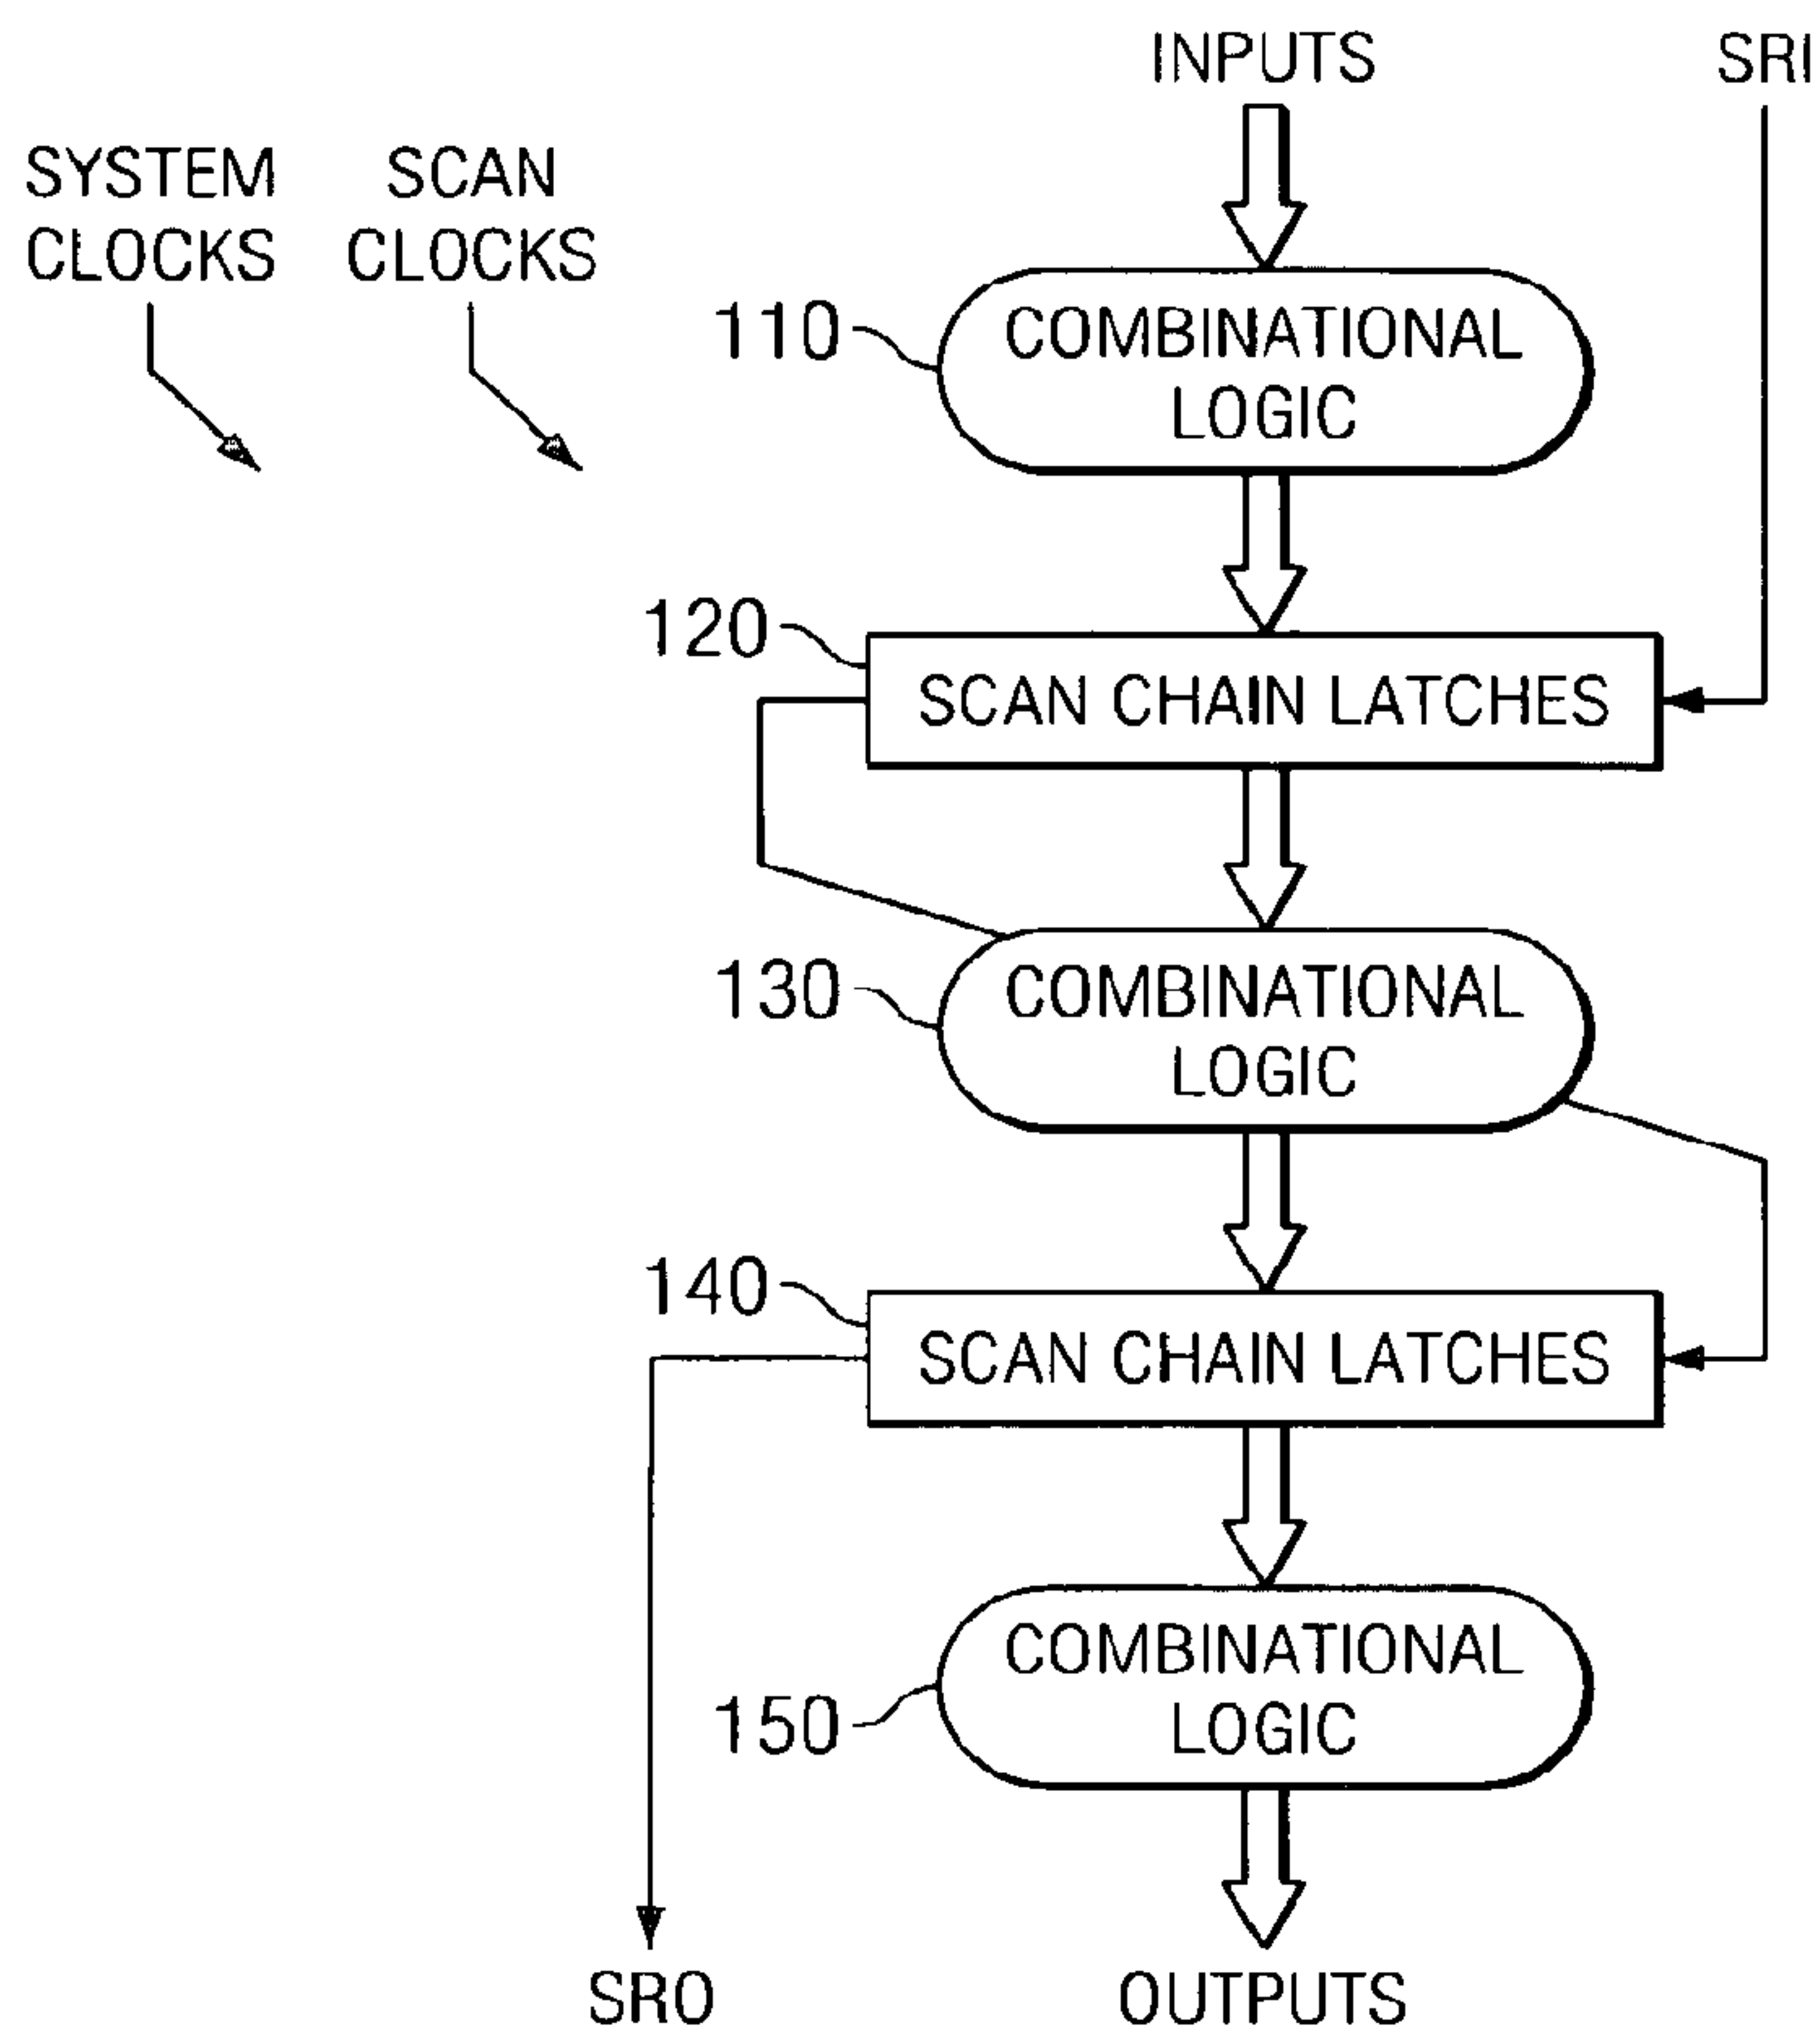 INPUTS
SRI
SYSTEM
CLOCKS
SCAN
CLOCKS
110
COMBINATIONAL
LOGIC
120
SCAN CHAIN LATCHES
130
COMBINATIONAL
LOGIC
140
SCAN CHAIN LATCHES
150
COMBINATIONAL
LOGIC
SRO
OUTPUTS